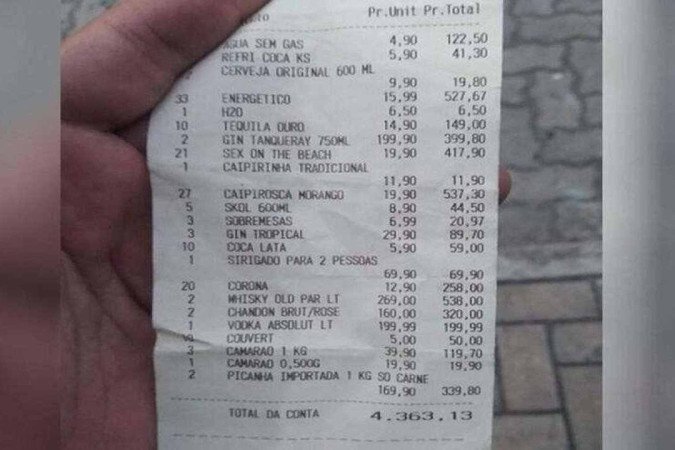 Pr.Unit Pr.Total
AGUA SEM GAS 4,90 122,50
REFRI COCA KS 5,90 41,30
CERVEJA ORIGINAL 600 ML
9,90 19,80
33 ENERGETICO 15,99 527,67
1 H2O 6,50 6,50
10 TEQUILA OURO 14,90 149,00
2 GIN TANQUERAY 750ML 199,90 399,80
21 SEX ON THE BEACH 19,90 417,90
1 CAIPIRINHA TRADICIONAL
11,90 11,90
27 CAIPIROSCA MORANGO 19,90 537,30
5 SKOL 600ML 8,90 44,50
3 SOBREMESAS 6,99 20,97
3 GIN TROPICAL 29,90 89,70
10 COCA LATA 5,90 59,00
1 SIRIGADO PARA 2 PESSOAS
69,90 69,90
20 CORONA 12,90 258,00
2 WHISKY OLD PAR LT 269,00 538,00
2 CHANDON BRUT/ROSE 160,00 320,00
1 VODKA ABSOLUT LT 199,99 199,99
COUVERT 5,00 50,00
3 CAMARAO 1 KG 39,90 119,70
1 CAMARAO 0,500G 19,90 19,90
2 PICANHA IMPORTADA 1 KG SO CARNE
169,90 339,80
TOTAL DA CONTA 4.363,13